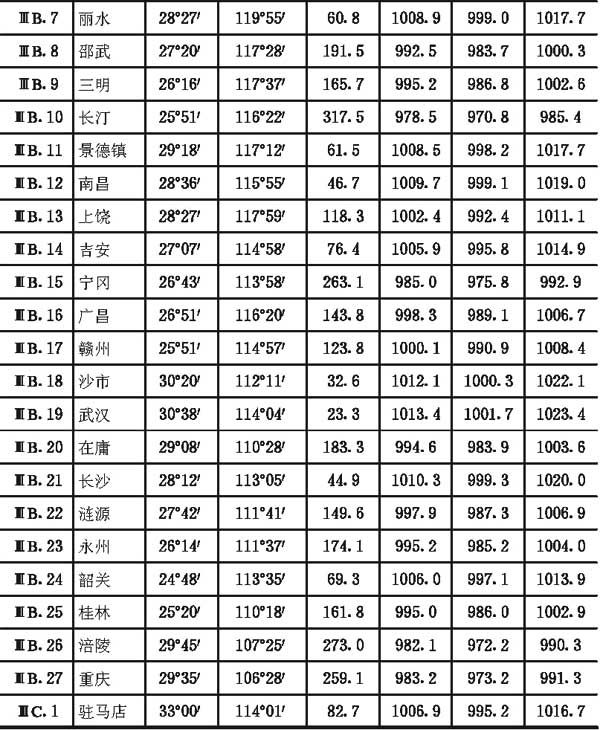 ⅢB.7 丽水 28°27′ 119°55′ 60.8 1008.9 999.0 1017.7
ⅢB.8 邵武 27°20′ 117°28′ 191.5 992.5 983.7 1000.3
ⅢB.9 三明 26°16′ 117°37′ 165.7 995.2 986.8 1002.6
ⅢB.10 长汀 25°51′ 116°22′ 317.5 978.5 970.8 985.4
ⅢB.11 景德镇 29°18′ 117°12′ 61.5 1008.5 998.2 1017.7
ⅢB.12 南昌 28°36′ 115°55′ 46.7 1009.7 999.1 1019.0
ⅢB.13 上饶 28°27′ 117°59′ 118.3 1002.4 992.4 1011.1
ⅢB.14 吉安 27°07′ 114°58′ 76.4 1005.9 995.8 1014.9
ⅢB.15 宁冈 26°43′ 113°58′ 263.1 985.0 975.8 992.9
ⅢB.16 广昌 26°51′ 116°20′ 143.8 998.3 989.1 1006.7
ⅢB.17 赣州 25°51′ 114°57′ 123.8 1000.1 990.9 1008.4
ⅢB.18 沙市 30°20′ 112°11′ 32.6 1012.1 1000.3 1022.1
ⅢB.19 武汉 30°38′ 114°04′ 23.3 1013.4 1001.7 1023.4
ⅢB.20 在庸 29°08′ 110°28′ 183.3 994.6 983.9 1003.6
ⅢB.21 长沙 28°12′ 113°05′ 44.9 1010.3 999.3 1020.0
ⅢB.22 涟源 27°42′ 111°41′ 149.6 997.9 987.3 1006.9
ⅢB.23 永州 26°14′ 111°37′ 174.1 995.2 985.2 1004.0
ⅢB.24 韶关 24°48′ 113°35′ 69.3 1006.0 997.1 1013.9
ⅢB.25 桂林 25°20′ 110°18′ 161.8 995.0 986.0 1002.9
ⅢB.26 涪陵 29°45′ 107°25′ 273.0 982.1 972.2 990.3
ⅢB.27 重庆 29°35′ 106°28′ 259.1 983.2 973.2 991.3
ⅢC.1 驻马店 33°00′ 114°01′ 82.7 1006.9 995.2 1016.7